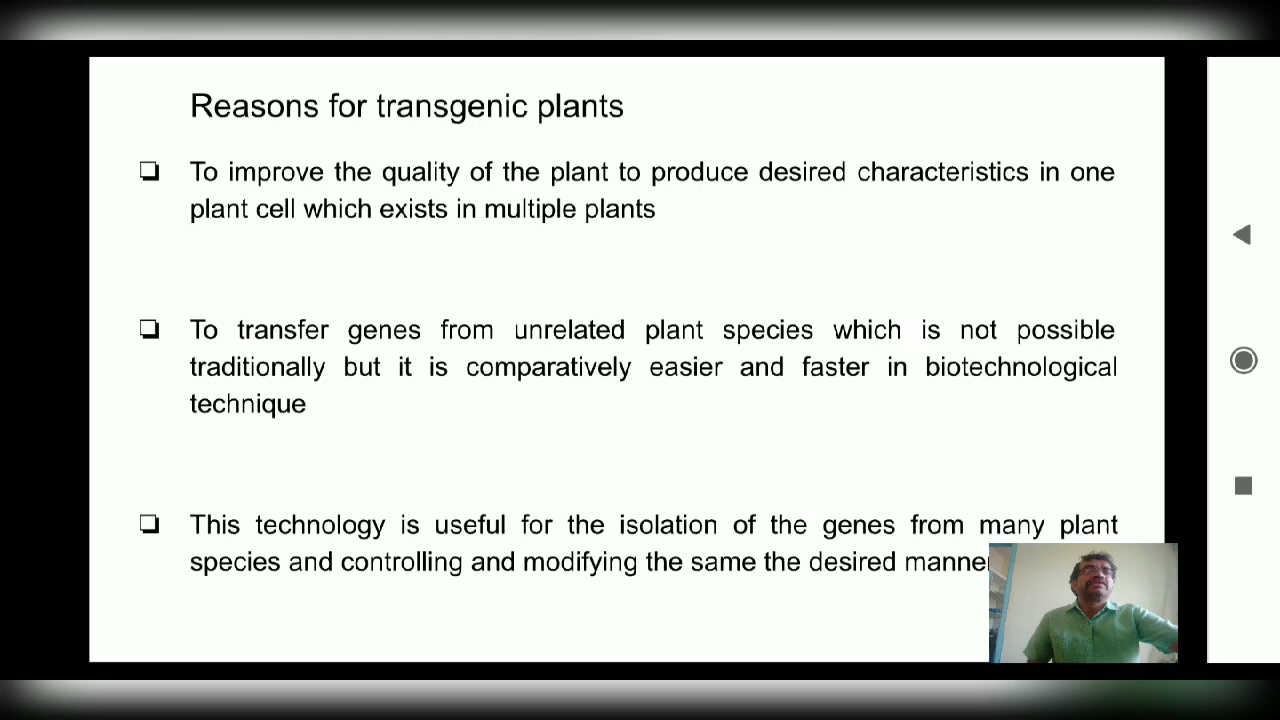 Reasons for transgenic plants
To improve the quality of the plant to produce desired characteristics in one
plant cell which exists in multiple plants
To transfer genes from unrelated plant species which is not possible
traditionally but it is comparatively easier and faster in biotechnological
technique
This technology is useful for the isolation of the genes from many plant
species and controlling and modifying the same the desired manner